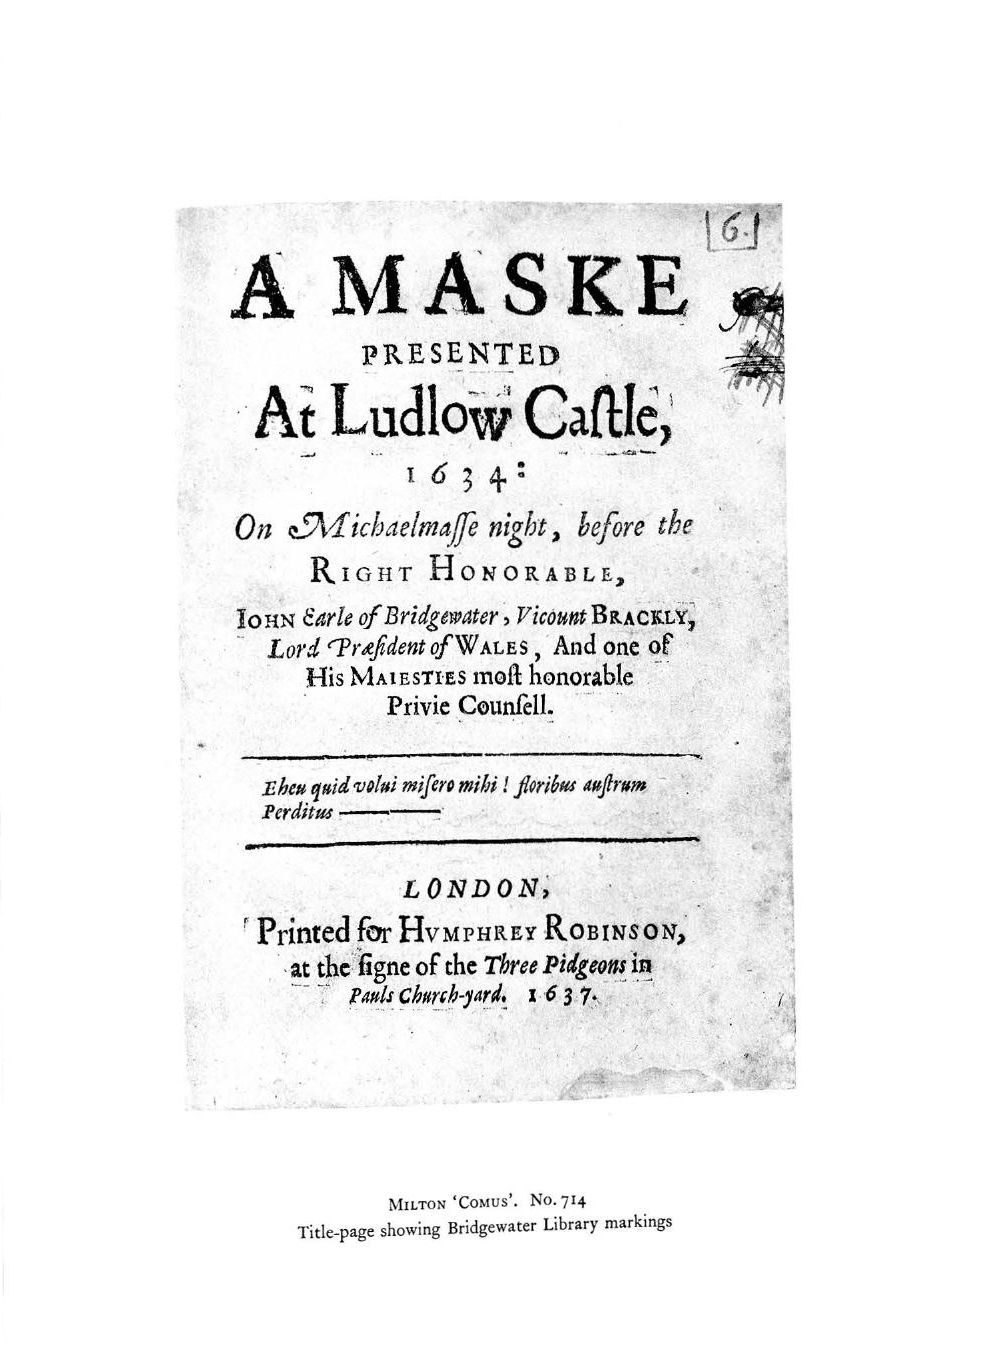 6.
A MASKE
PRESENTED
At Ludlow Caſtle,
1634:
On Michaelmaſſe night, before the
RIGHT HONORABLE,
IOHN Earle of Bridgewater, Vicount BRACKLY,
Lord Præſident of WALES, And one of
His MAIESTIES moſt honorable
Privie Counſell.
Eheu quid volui miſero mihi! floribus auſtrum
Perditus ———
LONDON,
Printed for HVMPHREY ROBINSON,
at the ſigne of the Three Pidgeons in
Pauls Church-yard. 1637.
MILTON ‘COMUS’. NO. 714
Title-page showing Bridgewater Library markings